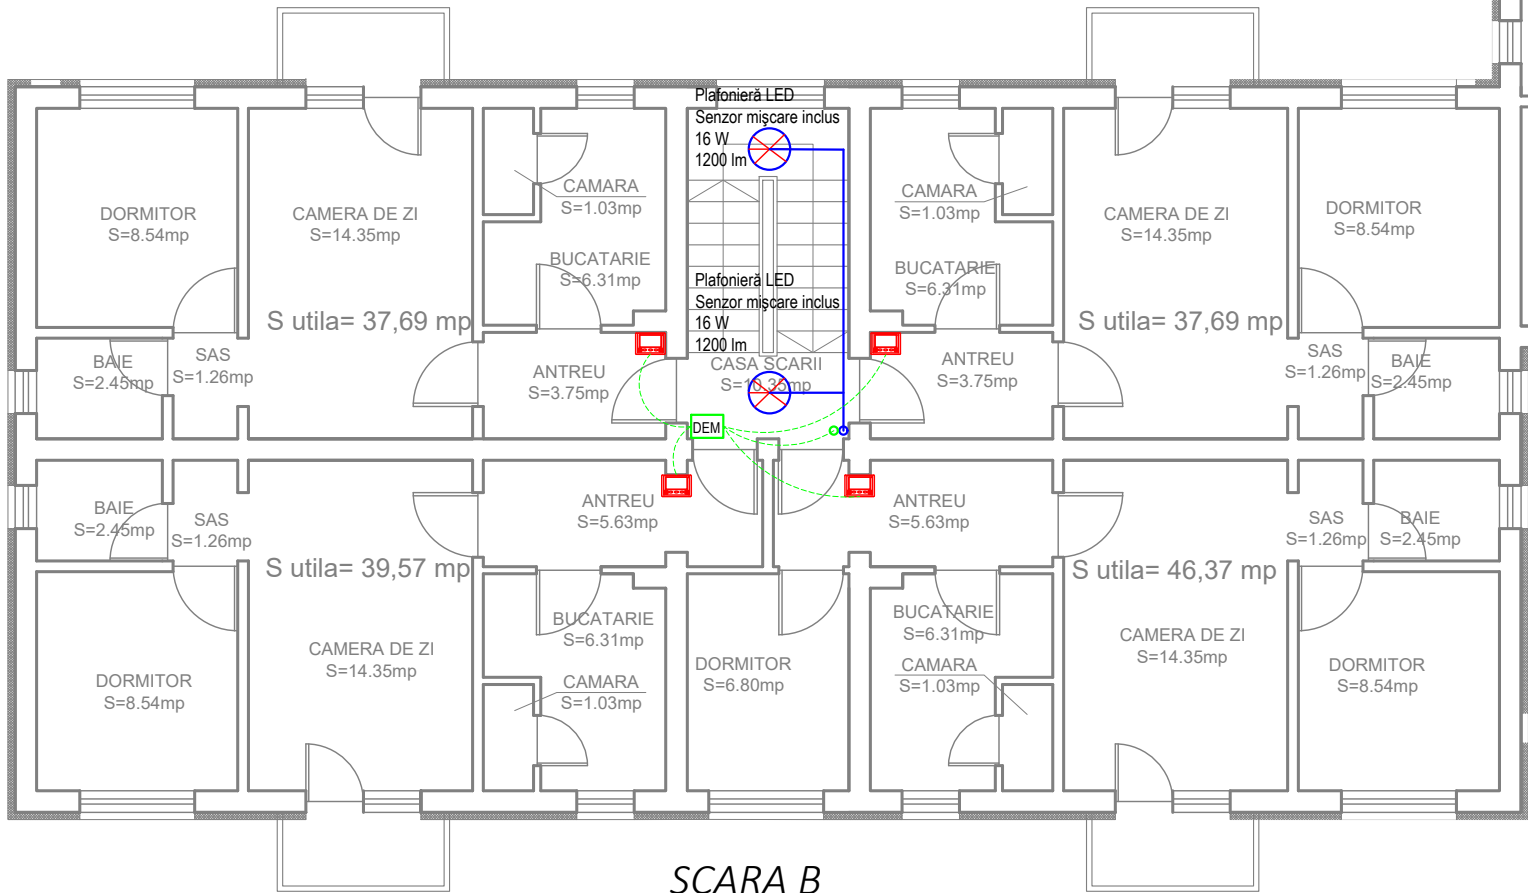 Plafonieră LED
Senzor mişcare inclus
16 W
1200 lm
CAMARA
S=1.03mp
CAMARA
S=1.03mp
DORMITOR
S=8.54mp
CAMERA DE ZI
S=14.35mp
CAMERA DE ZI
S=14.35mp
DORMITOR
S=8.54mp
BUCATARIE
S=6.31mp
BUCATARIE
S=6.31mp
Plafonieră LED
Senzor mişcare inclus
16 W
1200 lm
S utila= 37,69 mp
S utila= 37,69 mp
BAIE
S=2.45mp
SAS
S=1.26mp
ANTREU
S=3.75mp
CASA SCARII
S=10.35mp
ANTREU
S=3.75mp
SAS
S=1.26mp
BAIE
S=2.45mp
DEM
BAIE
S=2.45mp
SAS
S=1.26mp
ANTREU
S=5.63mp
ANTREU
S=5.63mp
SAS
S=1.26mp
BAIE
S=2.45mp
S utila= 39,57 mp
S utila= 46,37 mp
BUCATARIE
S=6.31mp
BUCATARIE
S=6.31mp
CAMERA DE ZI
S=14.35mp
CAMERA DE ZI
S=14.35mp
DORMITOR
S=8.54mp
CAMARA
S=1.03mp
DORMITOR
S=6.80mp
CAMARA
S=1.03mp
DORMITOR
S=8.54mp
SCARA B